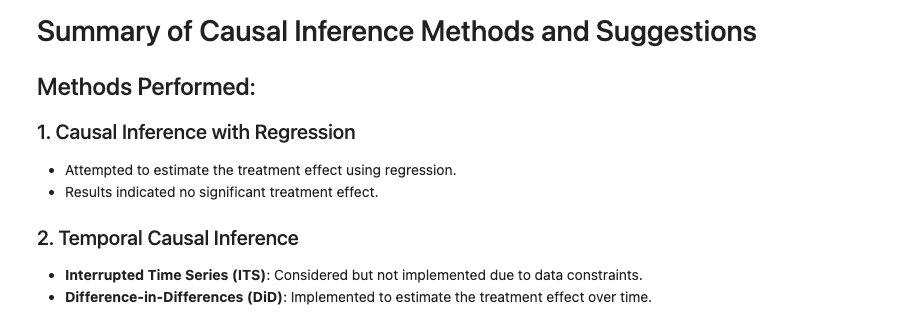 Summary of Causal Inference Methods and Suggestions
Methods Performed:
1. Causal Inference with Regression
• Attempted to estimate the treatment effect using regression.
• Results indicated no significant treatment effect.
2. Temporal Causal Inference
• Interrupted Time Series (ITS): Considered but not implemented due to data constraints.
• Difference-in-Differences (DiD): Implemented to estimate the treatment effect over time.